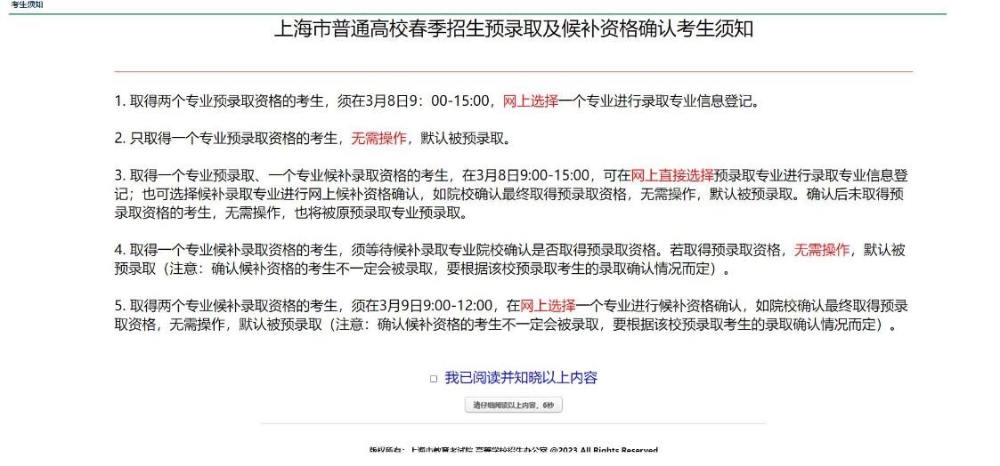 考生须知
上海市普通高校春季招生预录取及候补资格确认考生须知
1. 取得两个专业预录取资格的考生，须在3月8日9：00-15:00，网上选择一个专业进行录取专业信息登记。
2. 只取得一个专业预录取资格的考生，无需操作，默认被预录取。
3. 取得一个专业预录取、一个专业候补录取资格的考生，在3月8日9:00-15:00，可在网上直接选择预录取专业进行录取专业信息登
记；也可选择候补录取专业进行网上候补资格确认，如院校确认最终取得预录取资格，无需操作，默认被预录取。确认后未取得预
录取资格的考生，无需操作，也将被原预录取专业预录取。
4. 取得一个专业候补录取资格的考生，须等待候补录取专业院校确认是否取得预录取资格。若取得预录取资格，无需操作，默认被
预录取（注意：确认候补资格的考生不一定会被录取，要根据该校预录取考生的录取确认情况而定）。
5. 取得两个专业候补录取资格的考生，须在3月9日9:00-12:00，在网上选择一个专业进行候补资格确认，如院校确认最终取得预录
取资格，无需操作，默认被预录取（注意：确认候补资格的考生不一定会被录取，要根据该校预录取考生的录取确认情况而定）。
我已阅读并知晓以上内容
请仔细阅读以上内容，6秒
版权所有：上海市教育考试院 高等学校招生办公室 @2023 All Rights Reserved